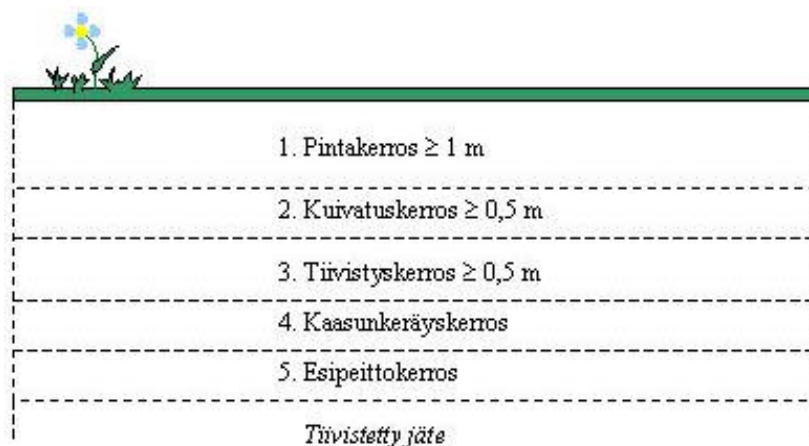 1. Pintakerros ≥ 1 m
2. Kuivatuskerros ≥ 0,5 m
3. Tiivistyskerros ≥ 0,5 m
4. Kaasunkeräyskerros
5. Esipeittokerros
Tiivistetty jäte